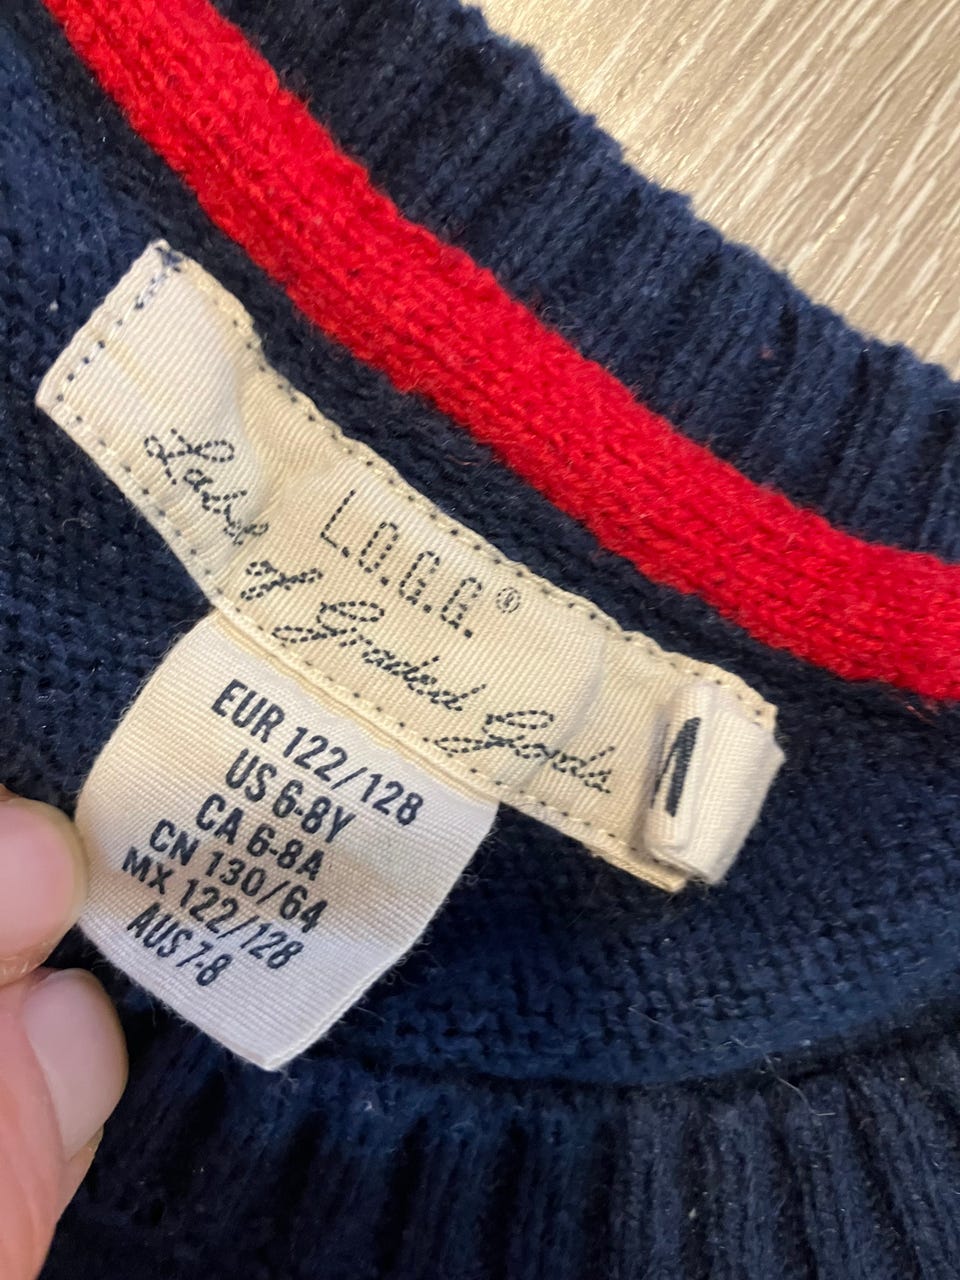 L.O.G.G.®
Label of Graded Goods.
EUR 122/128
US 6-8Y
CA 6-8A
CN 130/64
MX 122/128
AUS 7-8